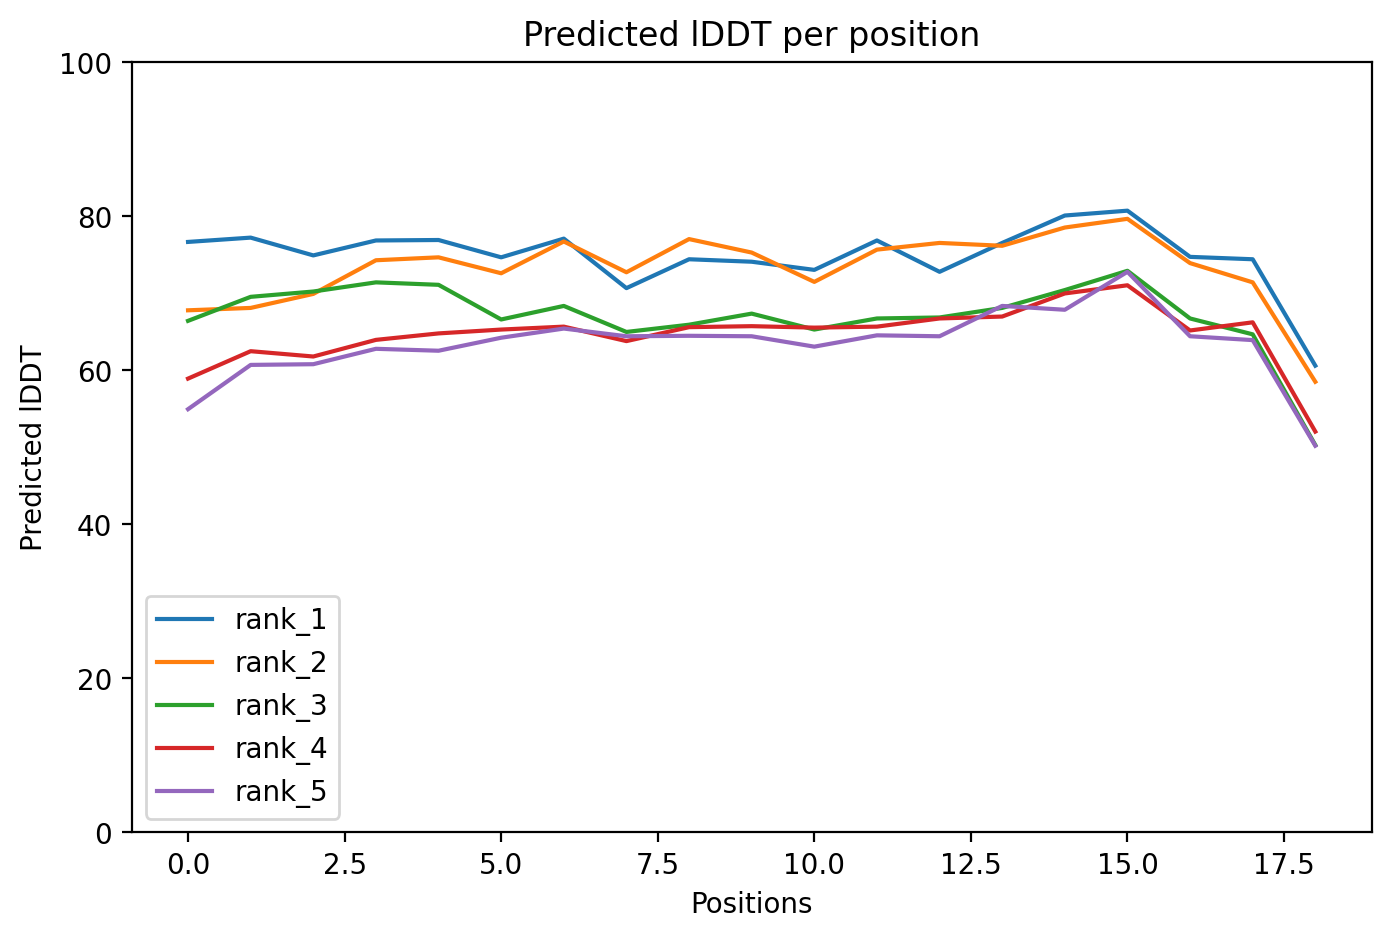 Predicted lDDT per position
100
80
60
40
20
0
Predicted lDDT
rank_1
rank_2
rank_3
rank_4
rank_5
0.0 2.5 5.0 7.5 10.0 12.5 15.0 17.5
Positions